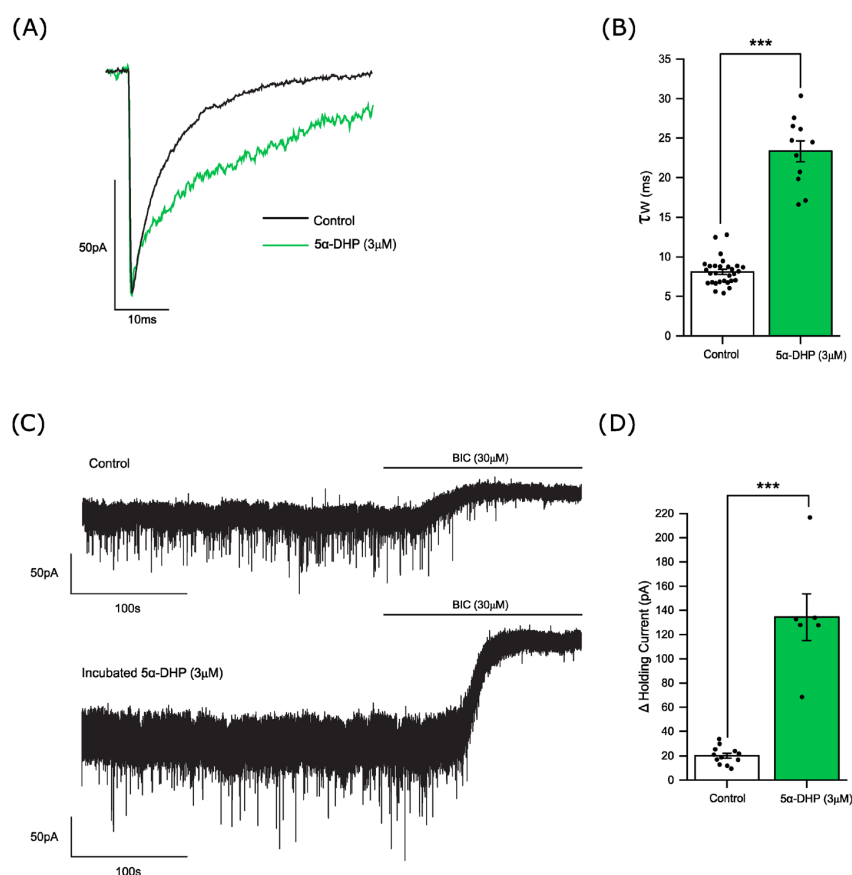 (A)
50pA
10ms
Control
5α-DHP (3μM)
(B)
***
35
30
25
20
15
10
5
0
τw (ms)
Control
5α-DHP (3μM)
(C)
Control
BIC (30μM)
50pA
100s
BIC (30μM)
Incubated 5α-DHP (3μM)
50pA
100s
(D)
***
220
200
180
160
140
120
100
80
60
40
20
0
Δ Holding Current (pA)
Control
5α-DHP (3μM)